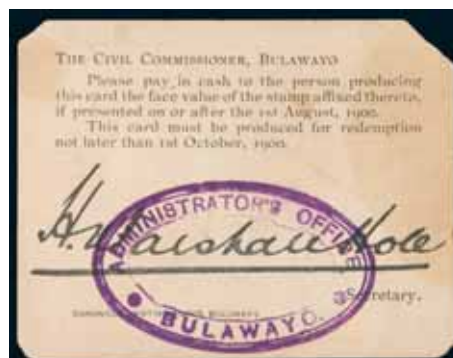 THE CIVIL COMMISSIONER, BULAWAYO
Please pay in cash to the person producing
this card the face value of the stamp affixed thereto,
if presented on or after the 1st August, 1900.
This card must be produced for redemption
not later than 1st October, 1900.
H. Marshall Hole
ADMINISTRATOR'S OFFICE
Secretary.
BULAWAYO.